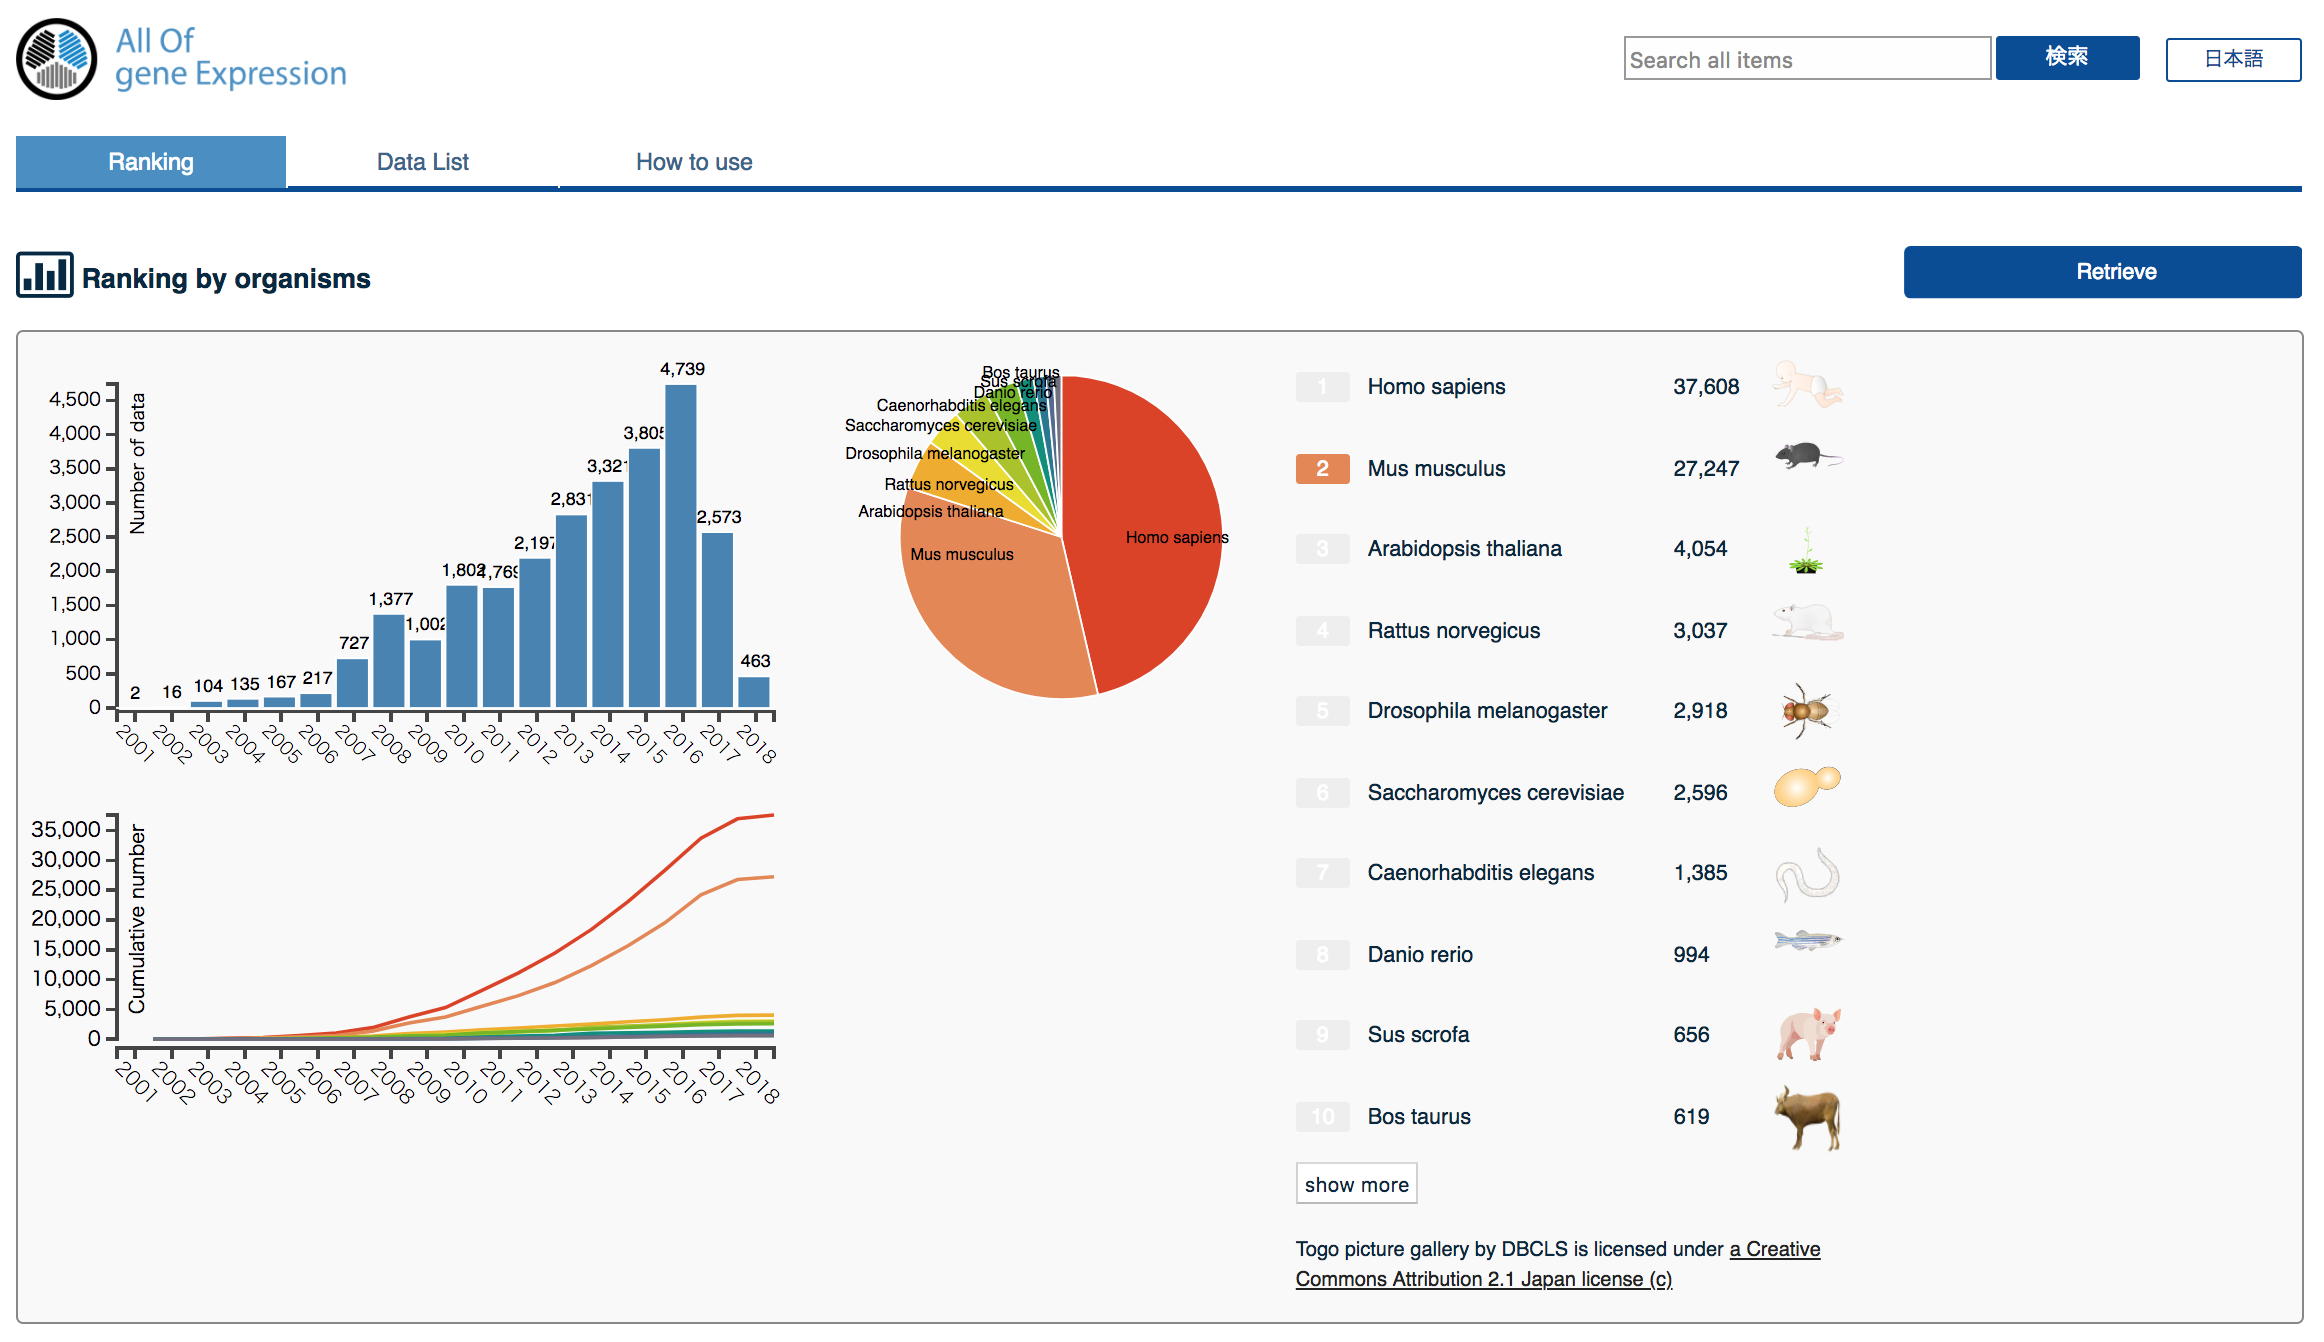 All Of
gene Expression
Search all items
検索
日本語
Ranking
Data List
How to use
Ranking by organisms
Retrieve
Number of data
4,500
4,000
3,500
3,000
2,500
2,000
1,500
1,000
500
0
2
16
104
135
167
217
727
1,377
1,002
1,802
1,769
2,197
2,831
3,321
3,805
4,739
2,573
463
2001
2002
2003
2004
2005
2006
2007
2008
2009
2010
2011
2012
2013
2014
2015
2016
2017
2018
Cumulative number
35,000
30,000
25,000
20,000
15,000
10,000
5,000
0
2001
2002
2003
2004
2005
2006
2007
2008
2009
2010
2011
2012
2013
2014
2015
2016
2017
2018
Bos taurus
Sus scrofa
Danio rerio
Caenorhabditis elegans
Saccharomyces cerevisiae
Drosophila melanogaster
Rattus norvegicus
Arabidopsis thaliana
Mus musculus
Homo sapiens
1 Homo sapiens 37,608
2 Mus musculus 27,247
3 Arabidopsis thaliana 4,054
4 Rattus norvegicus 3,037
5 Drosophila melanogaster 2,918
6 Saccharomyces cerevisiae 2,596
7 Caenorhabditis elegans 1,385
8 Danio rerio 994
9 Sus scrofa 656
10 Bos taurus 619
show more
Togo picture gallery by DBCLS is licensed under a Creative
Commons Attribution 2.1 Japan license (c)